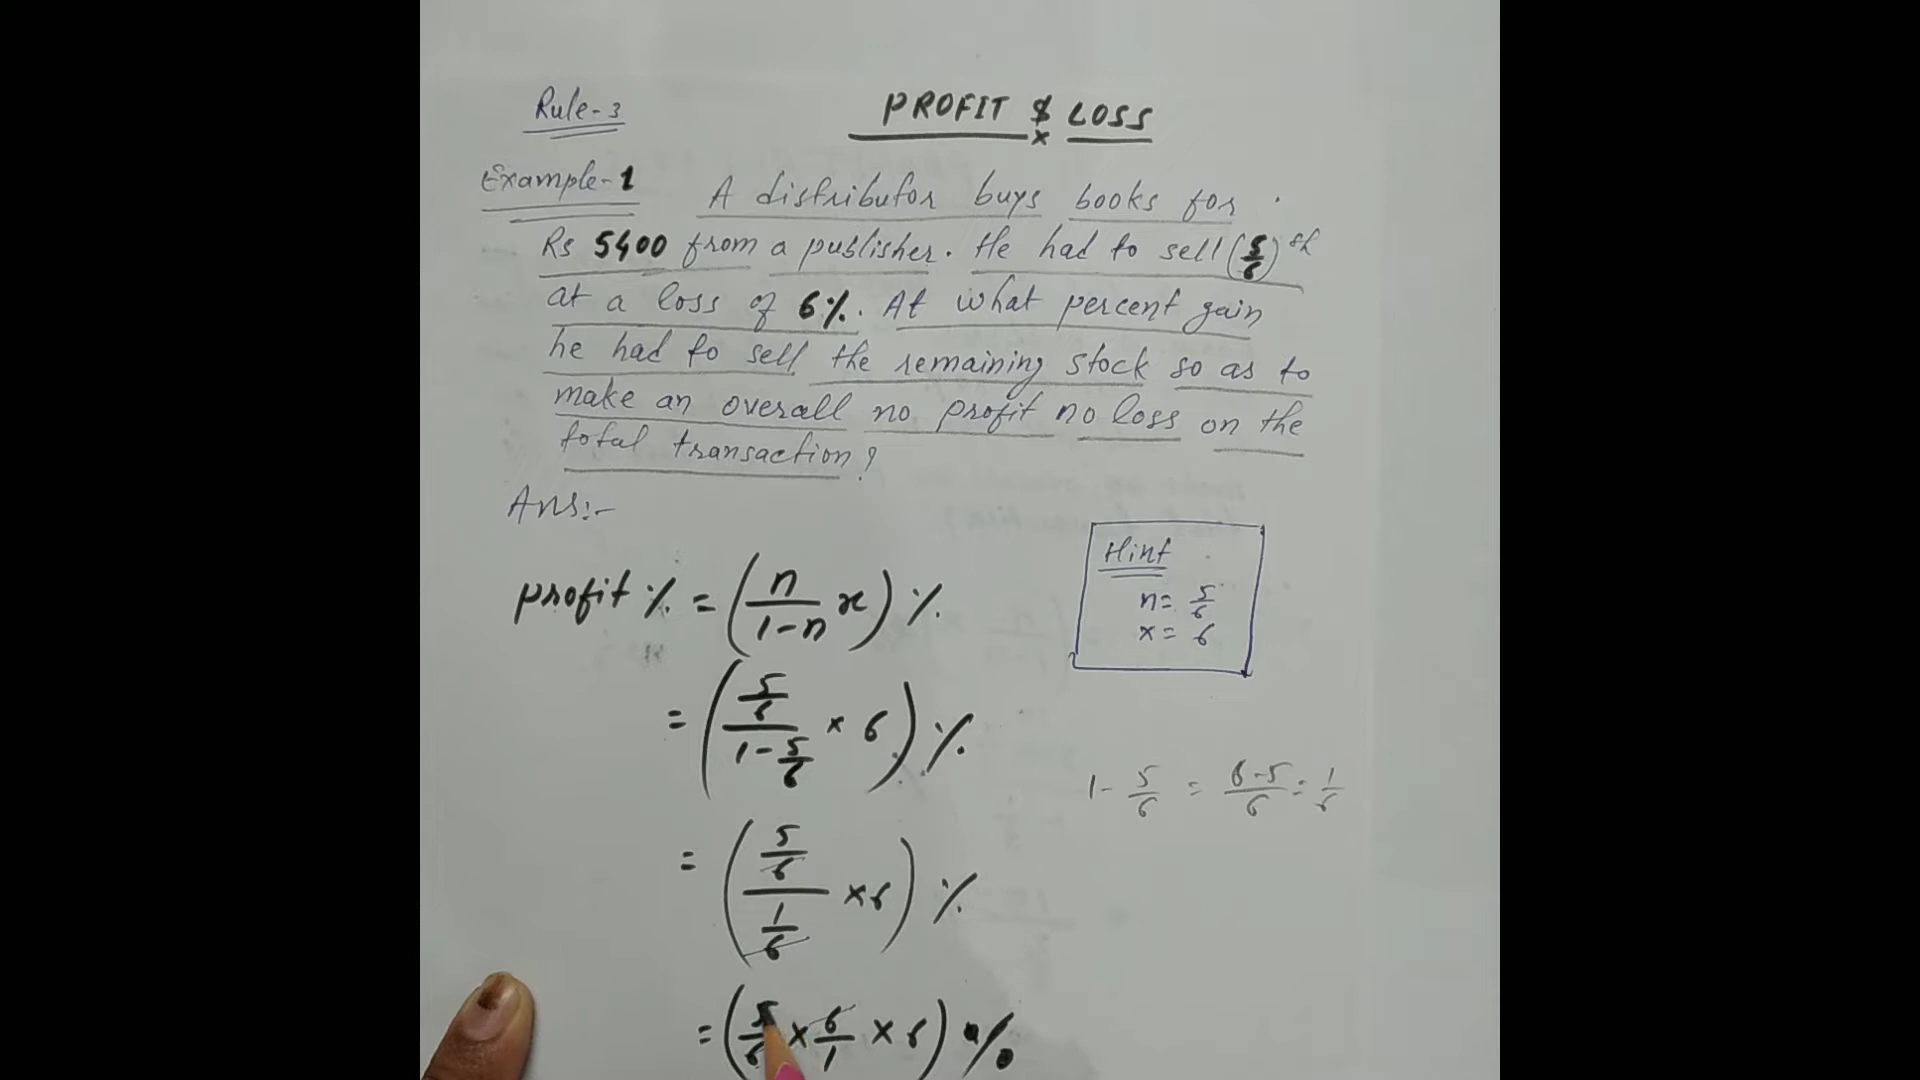 Rule-3
PROFIT & LOSS
x
Example-1 A distributor buys books for
Rs 5400 from a publisher. He had to sell (5/6)th
at a loss of 6%. At what percent gain
he had to sell the remaining stock so as to
make an overall no profit no loss on the
total transaction?
Ans:-
Hint
n= 5/6
x= 6
profit % = (n/(1-n) x) %.
= ((5/6)/(1-5/6) × 6) %.
1- 5/6 = (6-5)/6 = 1/6
= ((5/6)/(1/6) ×6) %
= (5/6 × 6/1 × 6) %